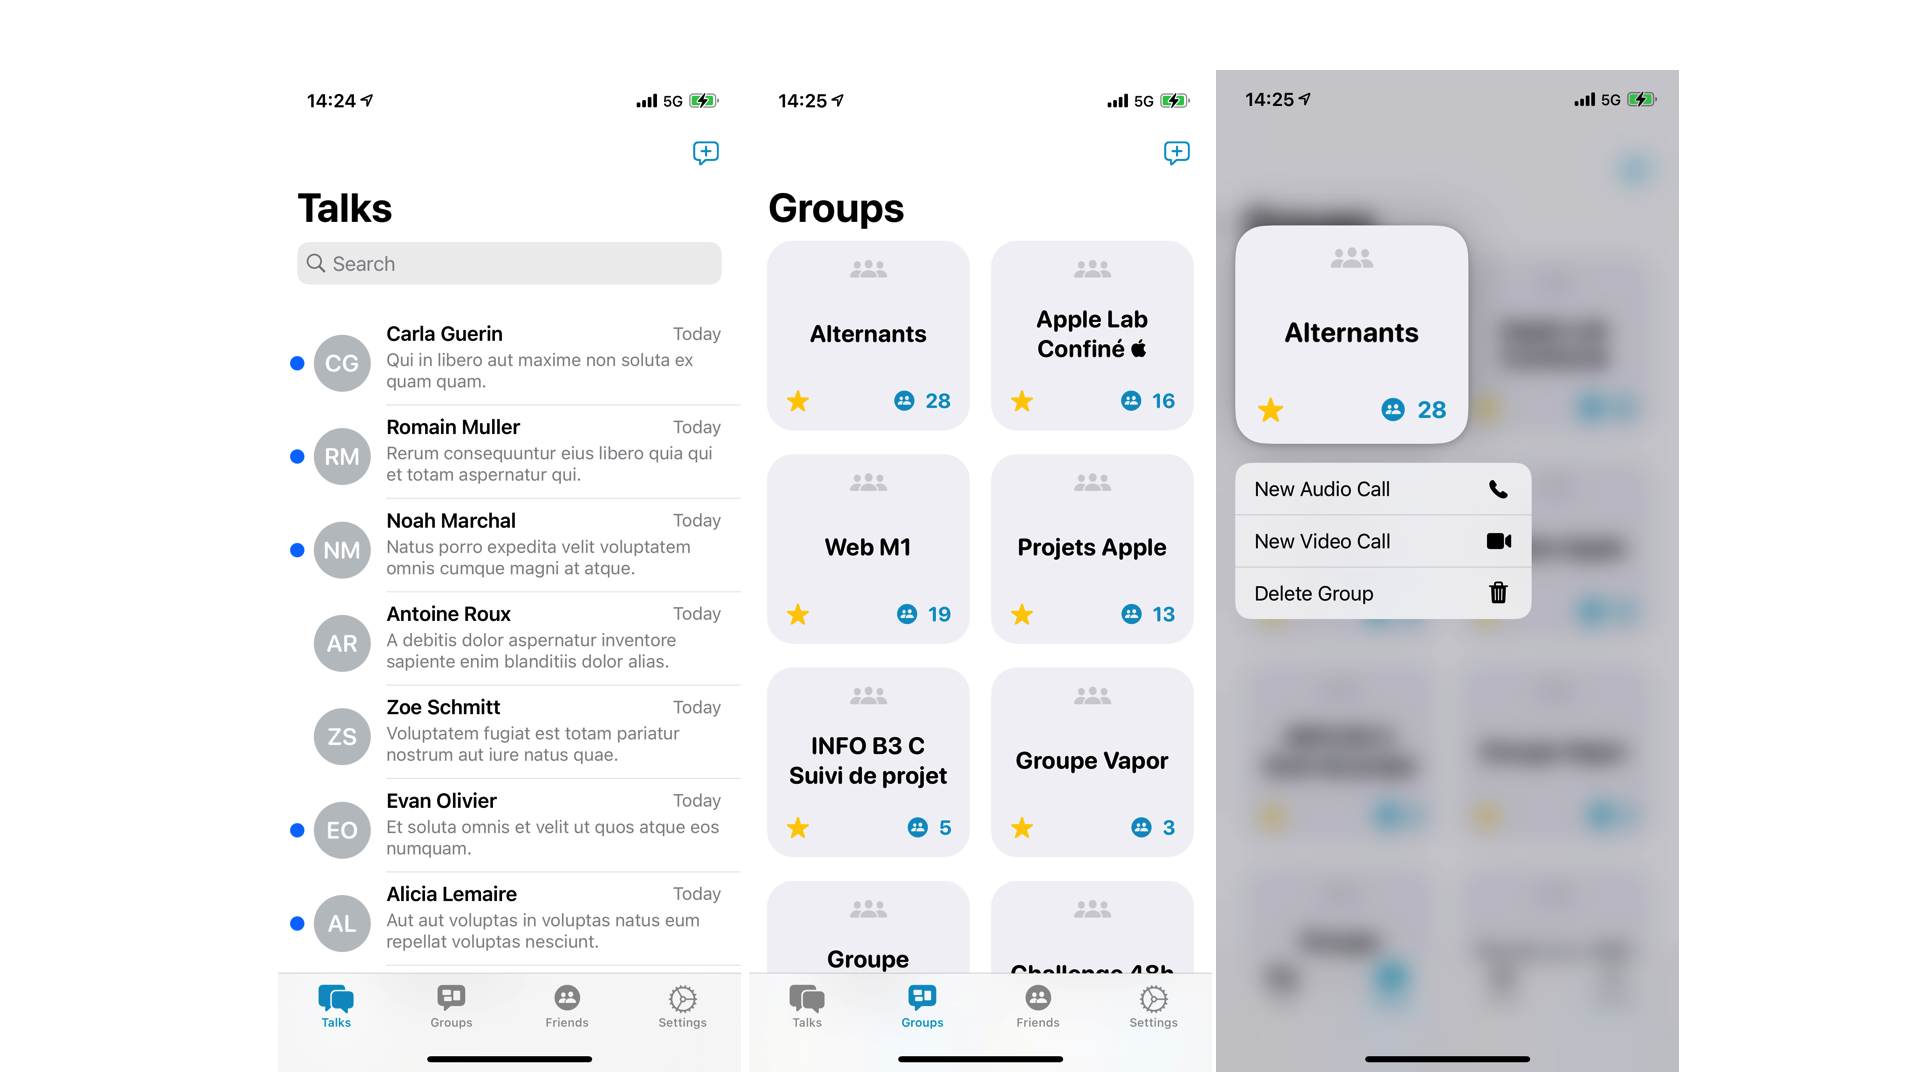 14:24
5G
Talks
Search
Carla Guerin
Today
Qui in libero aut maxime non soluta ex
quam quam.
CG
Romain Muller
Today
Rerum consequuntur eius libero quia qui
et totam aspernatur qui.
RM
Noah Marchal
Today
Natus porro expedita velit voluptatem
omnis cumque magni at atque.
NM
Antoine Roux
Today
A debitis dolor aspernatur inventore
sapiente enim blanditiis dolor alias.
AR
Zoe Schmitt
Today
Voluptatem fugiat est totam pariatur
nostrum aut iure natus quae.
ZS
Evan Olivier
Today
Et soluta omnis et velit ut quos atque eos
numquam.
EO
Alicia Lemaire
Today
Aut aut voluptas in voluptas natus eum
repellat voluptas nesciunt.
AL
Talks
Groups
Friends
Settings
14:25
5G
Groups
Alternants
28
Apple Lab
Confiné
16
Web M1
19
Projets Apple
13
INFO B3 C
Suivi de projet
5
Groupe Vapor
3
Groupe
Challenge 48h
Talks
Groups
Friends
Settings
14:25
5G
Alternants
28
New Audio Call
New Video Call
Delete Group